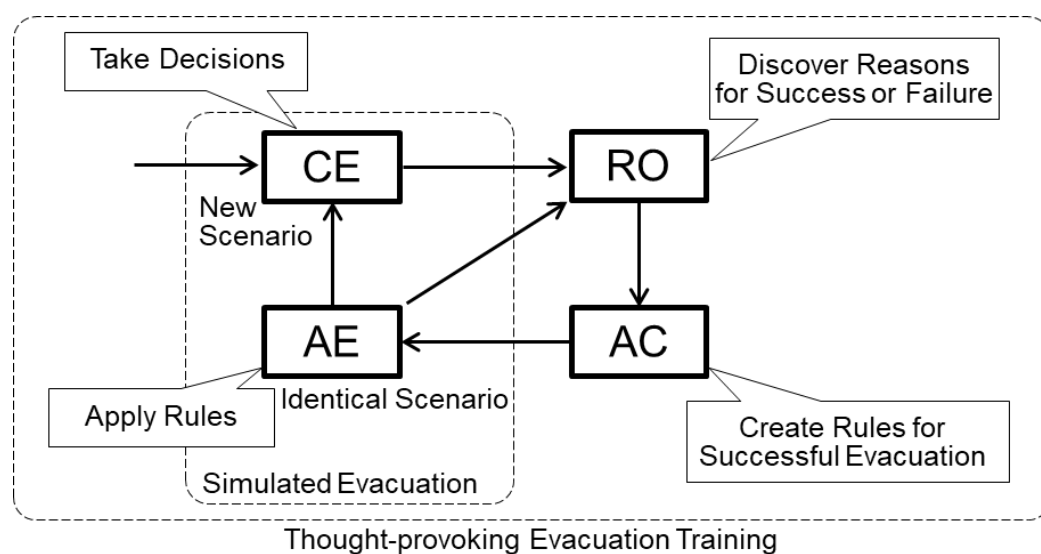 Take Decisions
Discover Reasons
for Success or Failure
CE
RO
New
Scenario
AE
AC
Identical Scenario
Apply Rules
Create Rules for
Successful Evacuation
Simulated Evacuation
Thought-provoking Evacuation Training